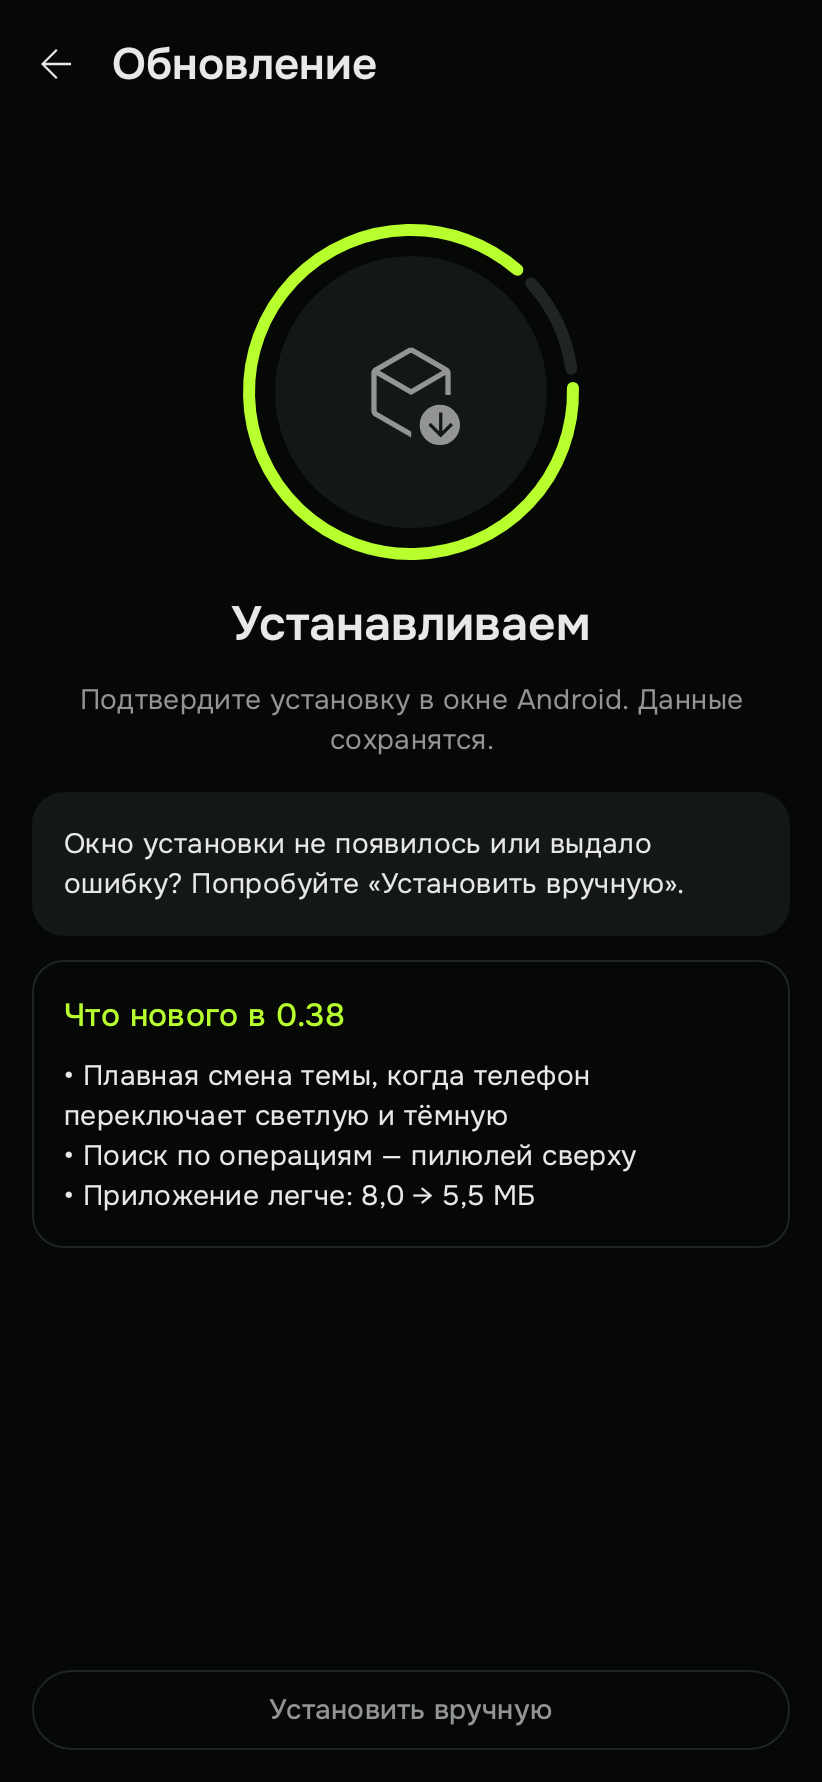 Обновление
Устанавливаем
Подтвердите установку в окне Android. Данные
сохранятся.
Окно установки не появилось или выдало
ошибку? Попробуйте «Установить вручную».
Что нового в 0.38
• Плавная смена темы, когда телефон
переключает светлую и тёмную
• Поиск по операциям — пилюлей сверху
• Приложение легче: 8,0 → 5,5 МБ
Установить вручную